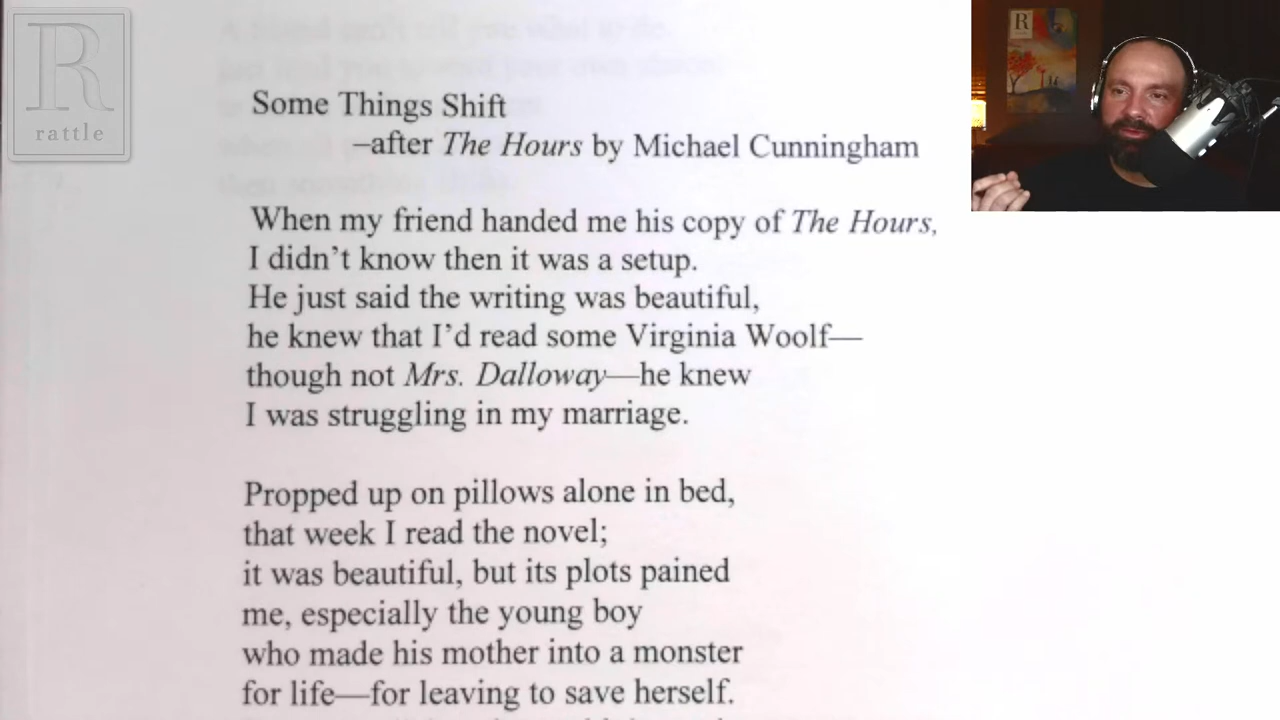 R
rattle
Some Things Shift
–after The Hours by Michael Cunningham
When my friend handed me his copy of The Hours,
I didn't know then it was a setup.
He just said the writing was beautiful,
he knew that I'd read some Virginia Woolf—
though not Mrs. Dalloway—he knew
I was struggling in my marriage.
Propped up on pillows alone in bed,
that week I read the novel;
it was beautiful, but its plots pained
me, especially the young boy
who made his mother into a monster
for life—for leaving to save herself.
R